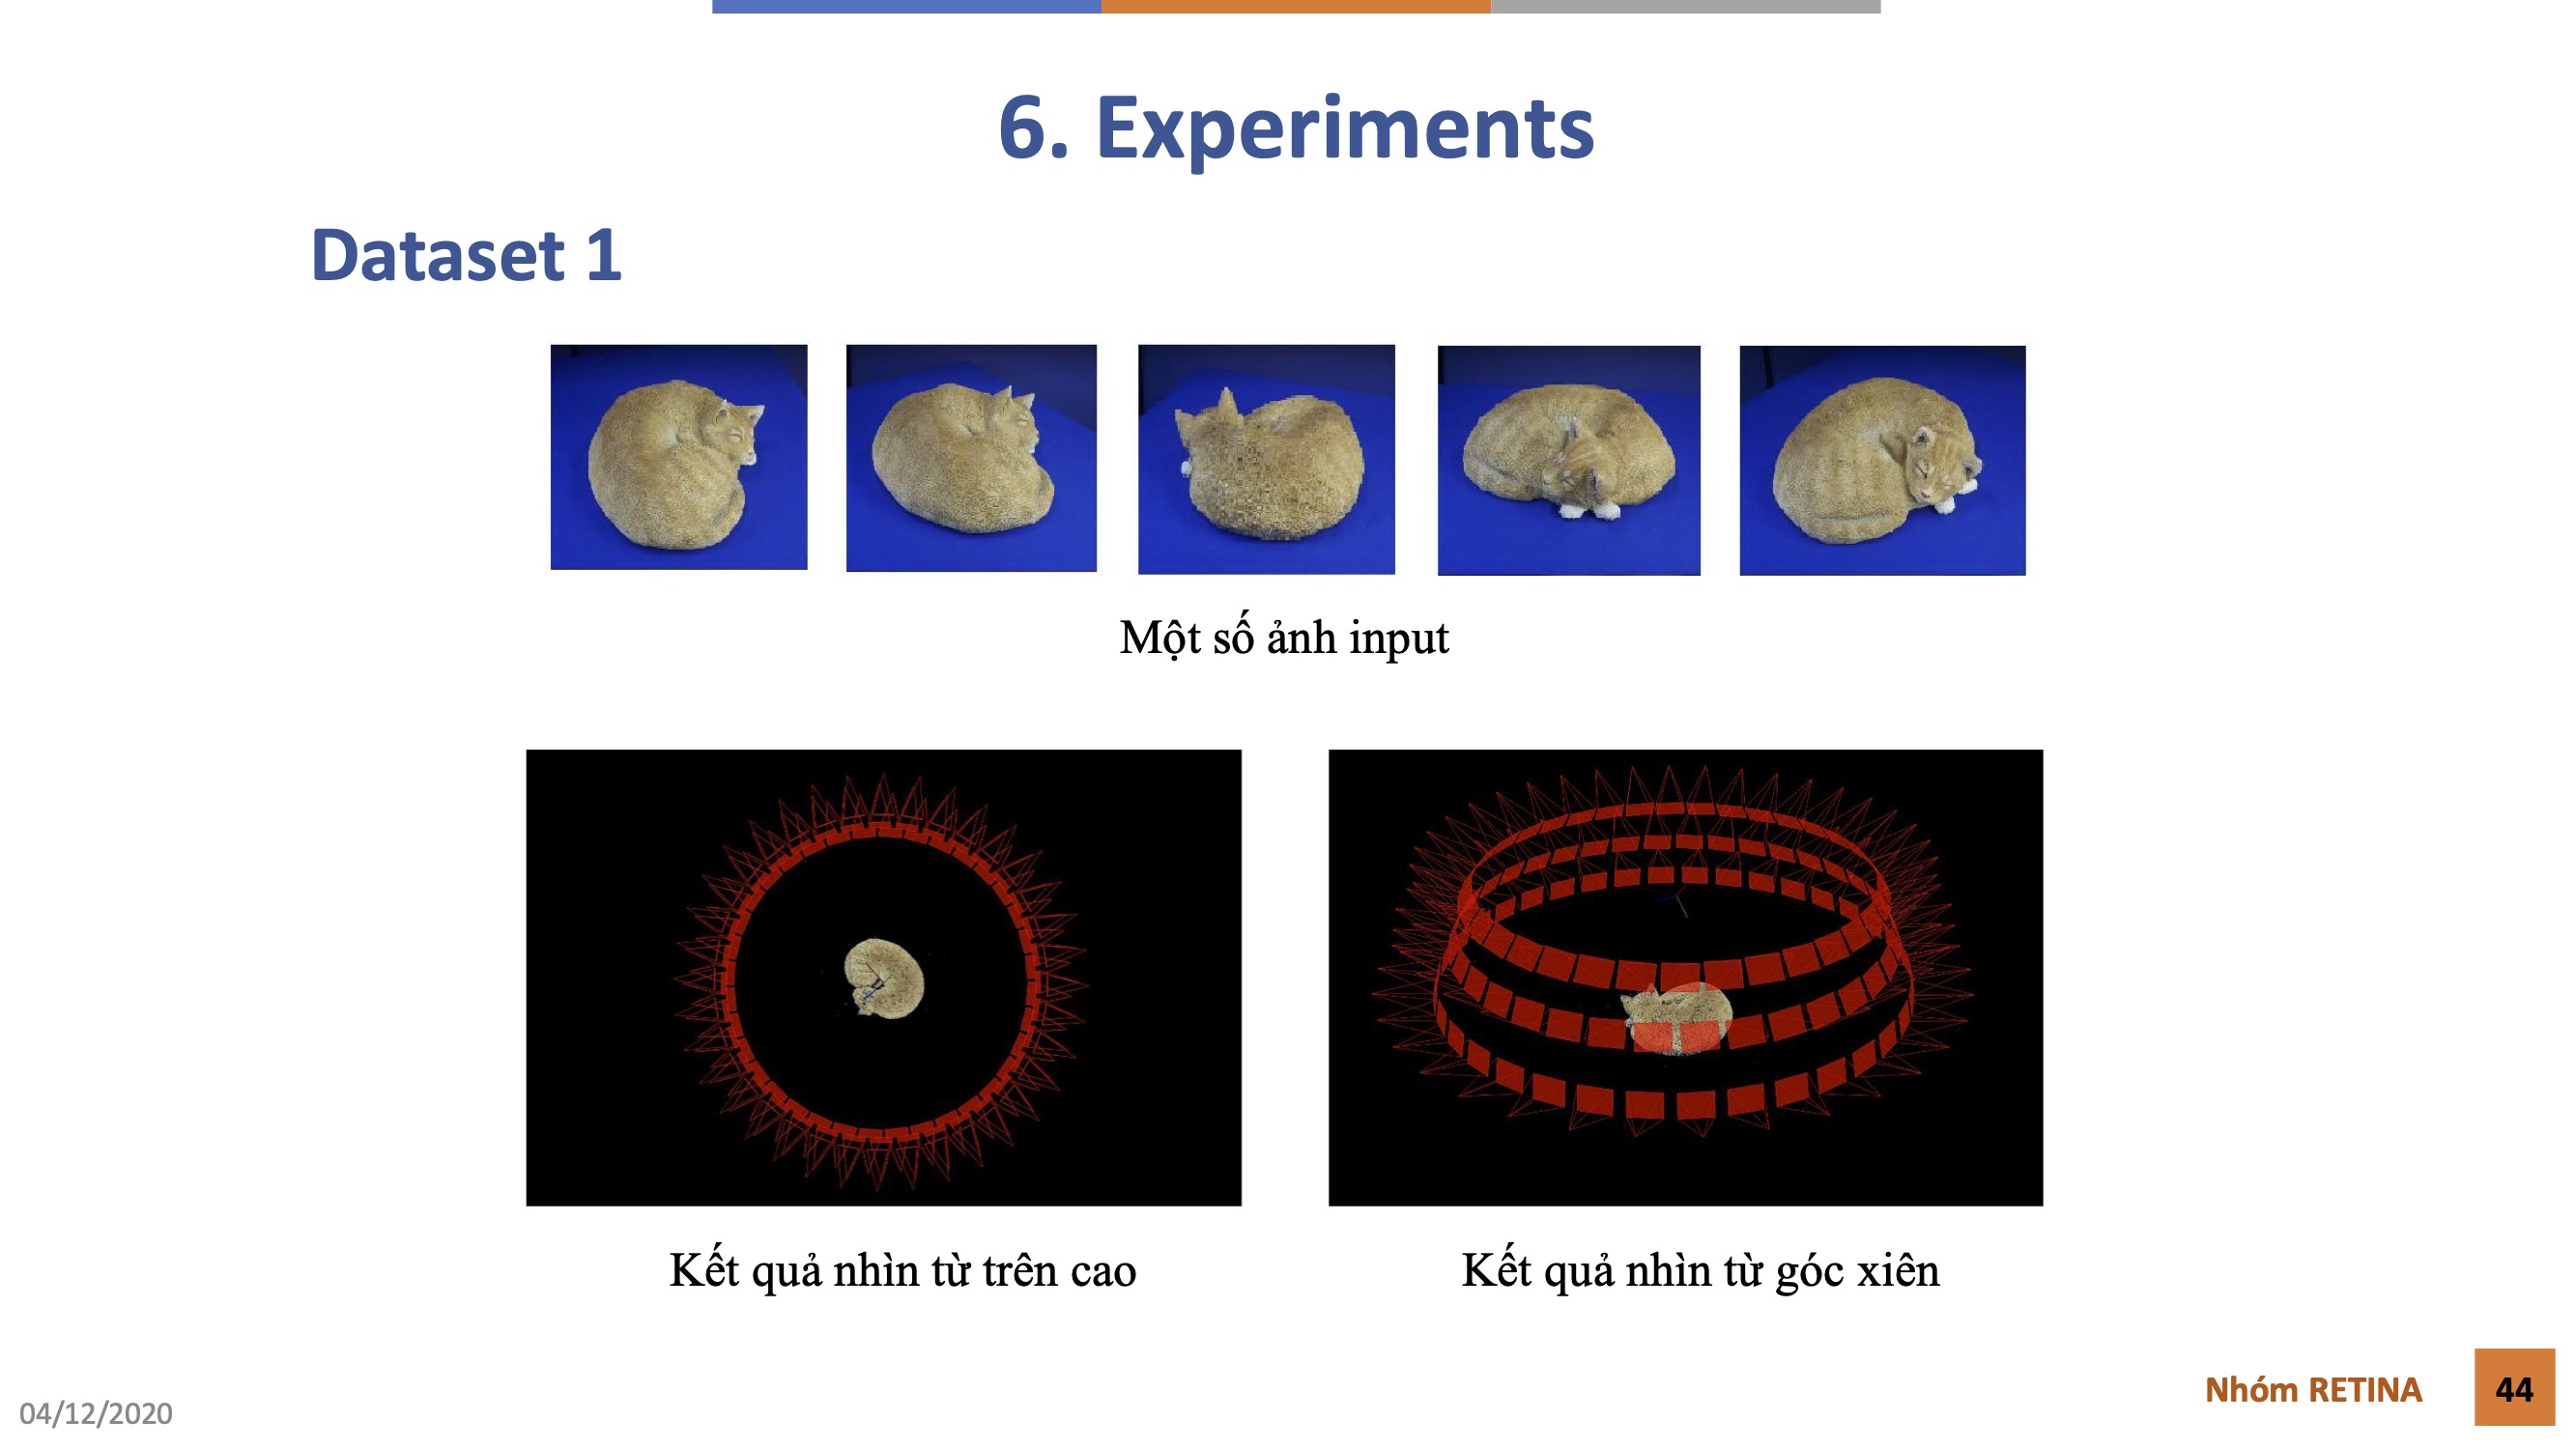 6. Experiments
Dataset 1
Một số ảnh input
Kết quả nhìn từ trên cao
Kết quả nhìn từ góc xiên
04/12/2020
Nhóm RETINA
44